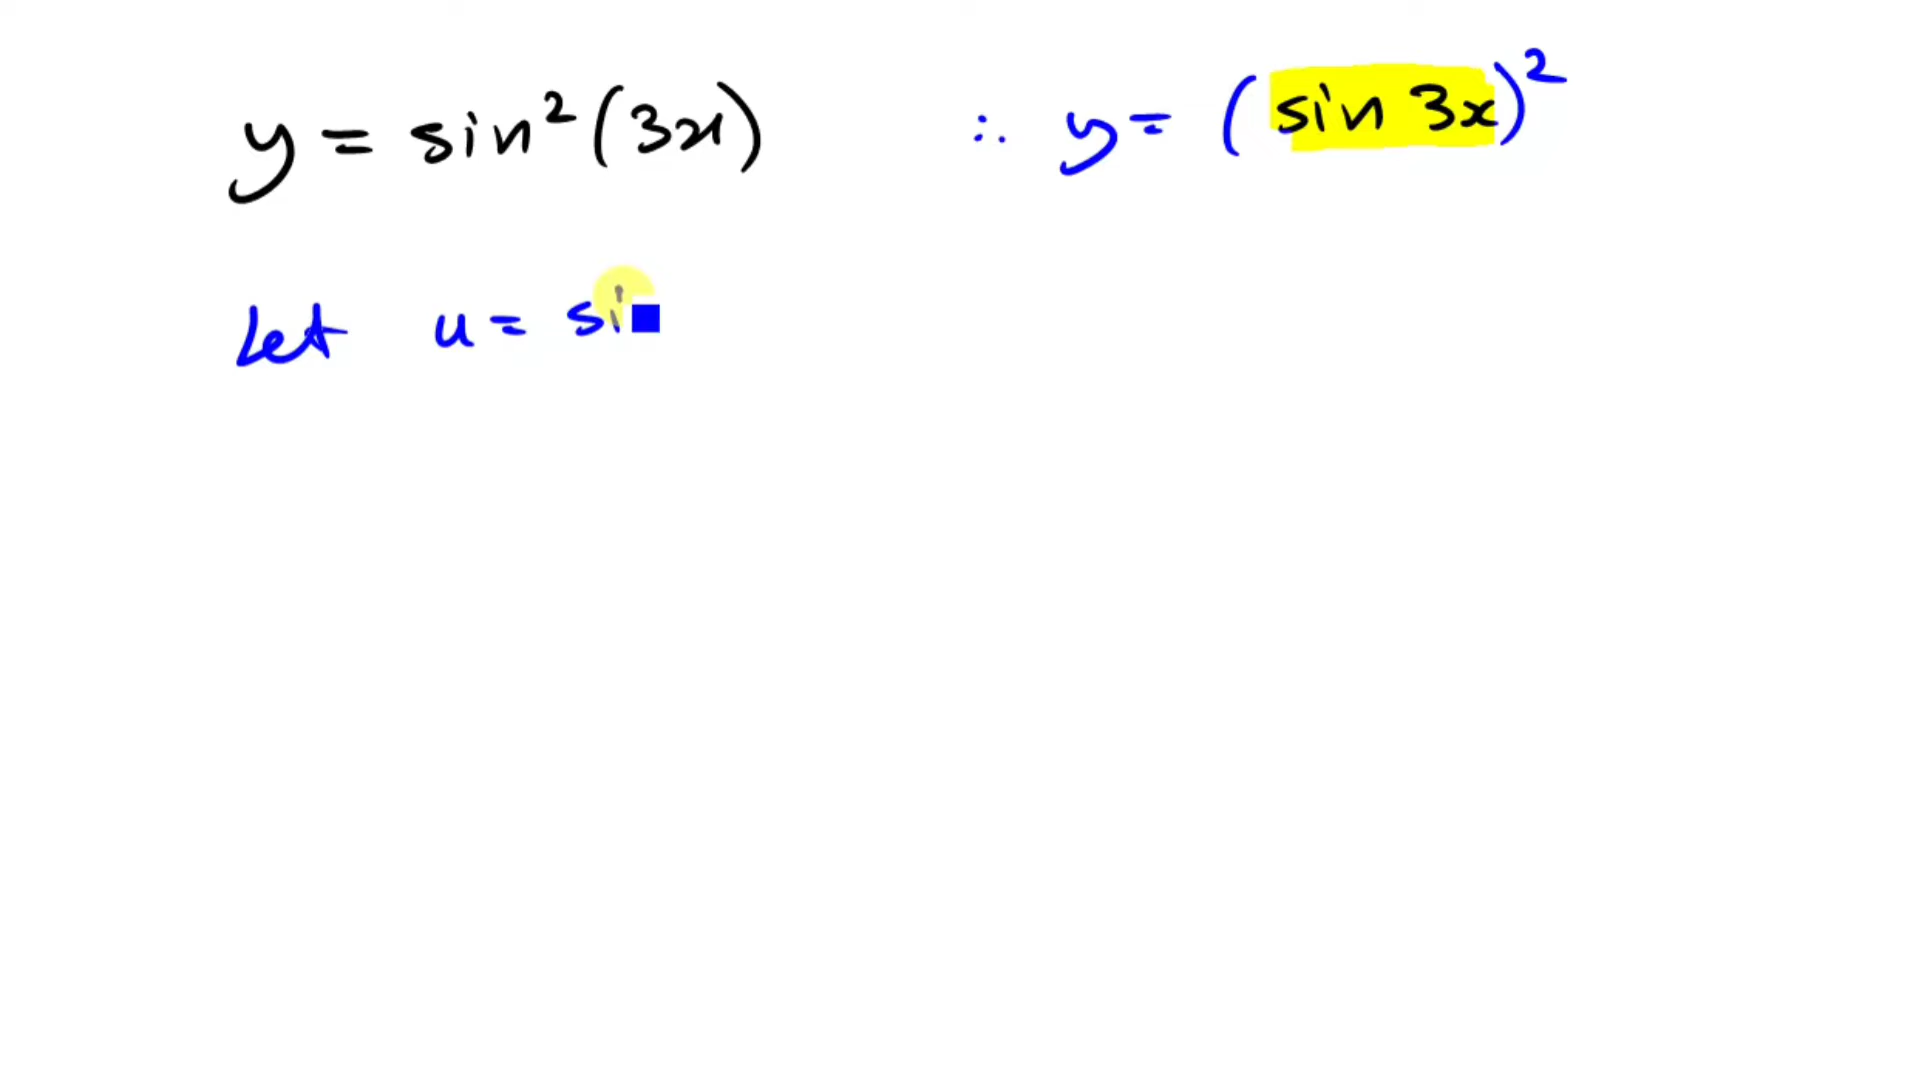 y = sin²(3x) ∴ y = (sin 3x)²
Let u = si